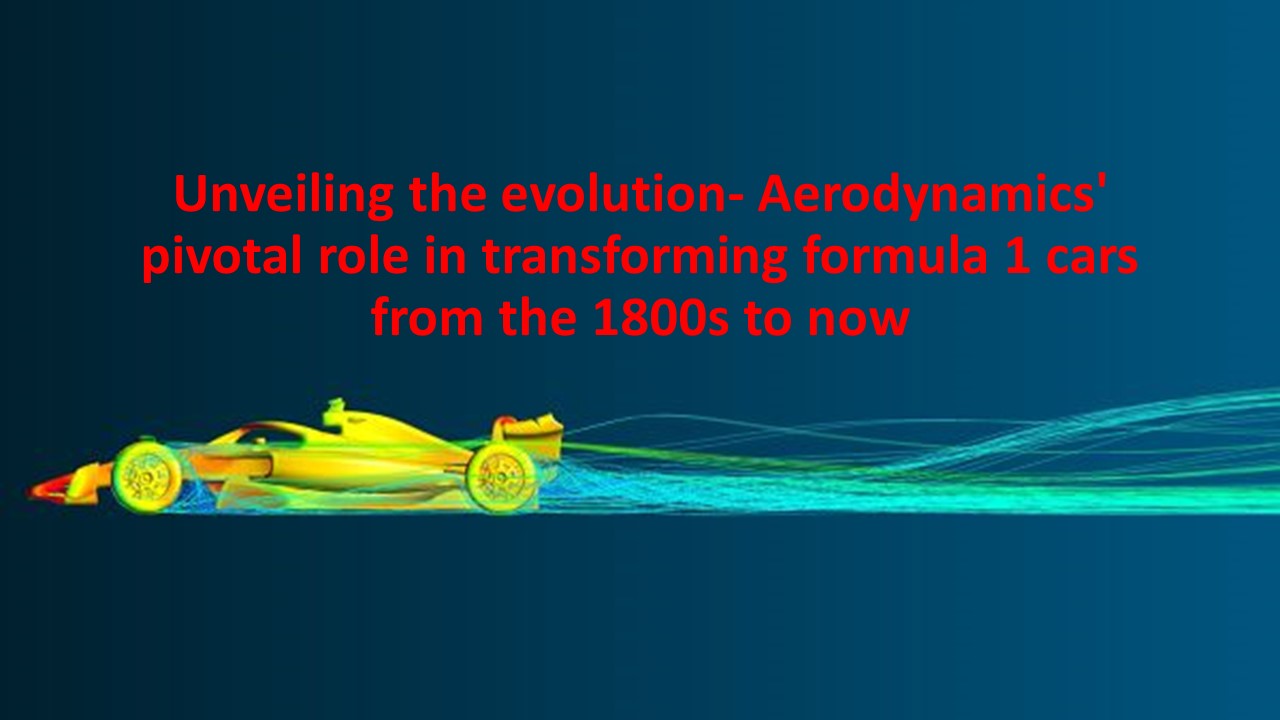 Unveiling the evolution- Aerodynamics'
pivotal role in transforming formula 1 cars
from the 1800s to now